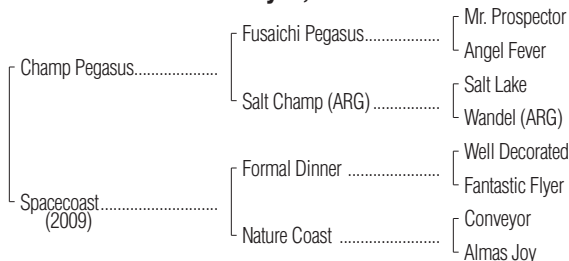 Mr. Prospector
Fusaichi Pegasus
Angel Fever
Champ Pegasus
Salt Lake
Salt Champ (ARG)
Wandel (ARG)
Well Decorated
Formal Dinner
Fantastic Flyer
Spacecoast
(2009)
Conveyor
Nature Coast
Almas Joy